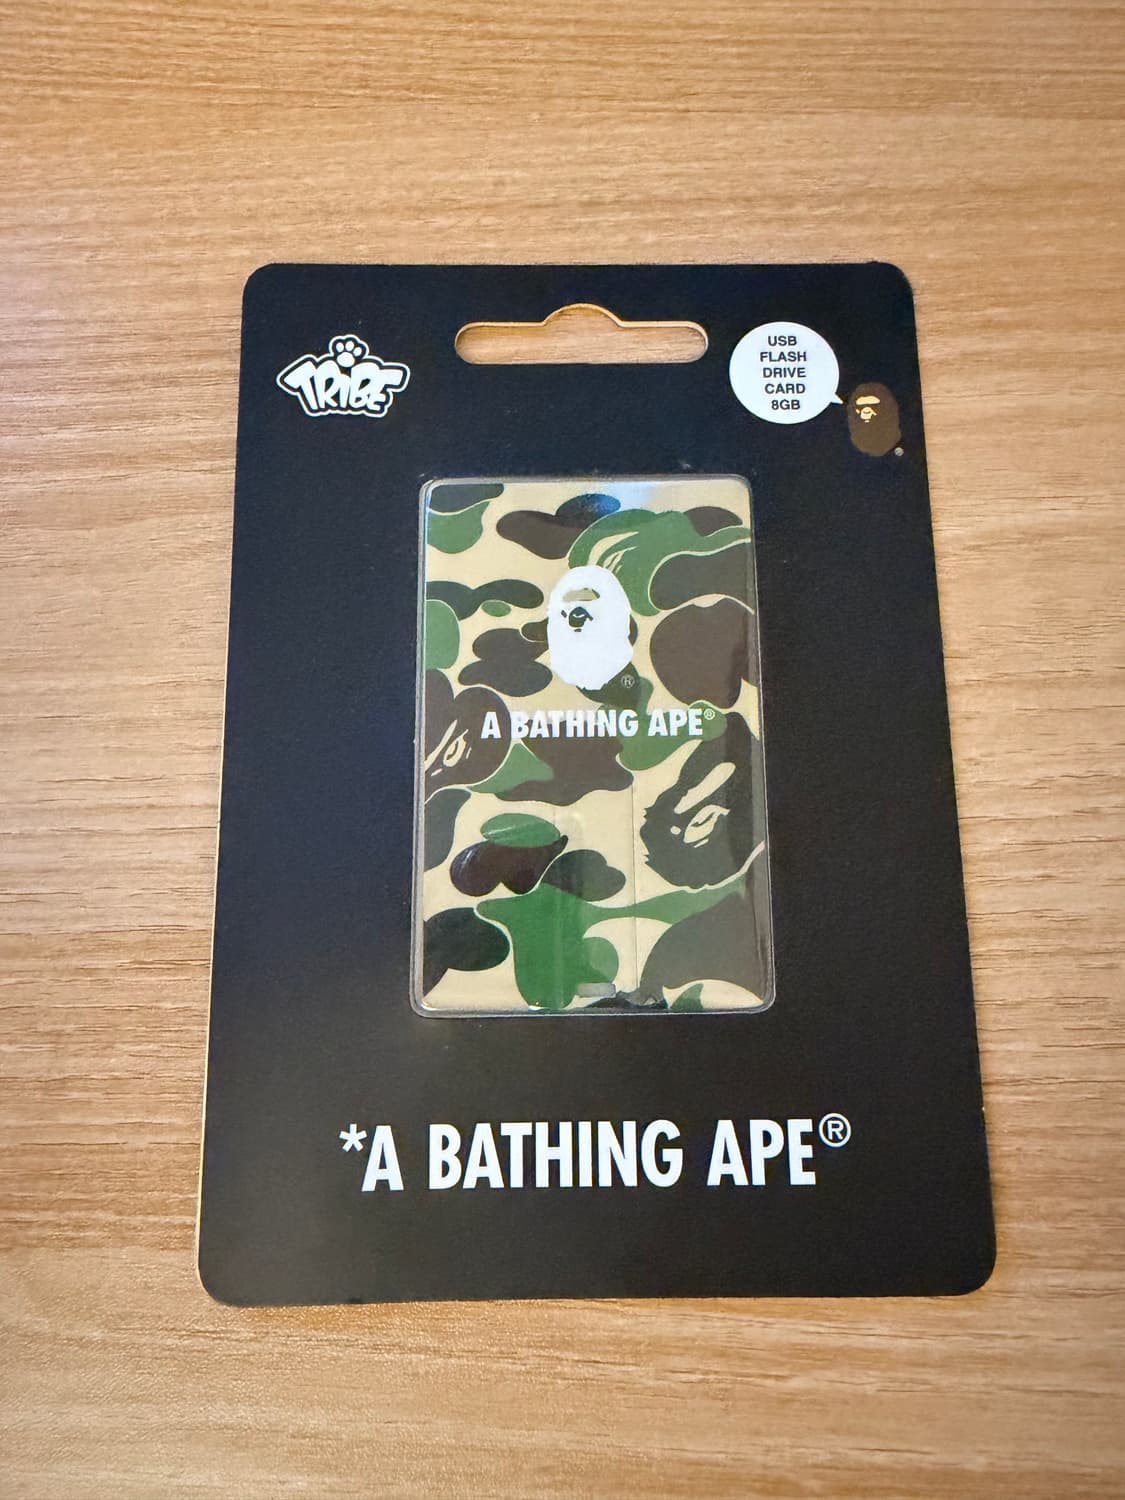 TRIBE
USB
FLASH
DRIVE
CARD
8GB
®
®
A BATHING APE®
*A BATHING APE®